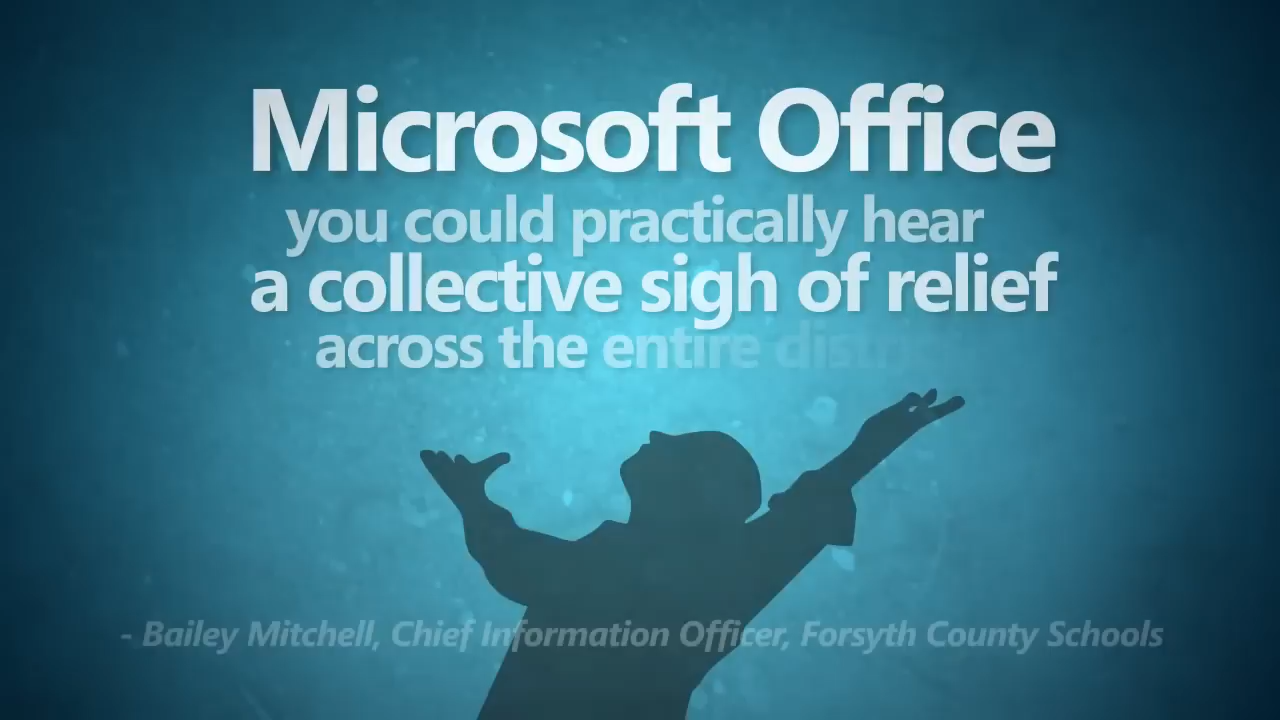 Microsoft Office
you could practically hear
a collective sigh of relief
across the entire district
- Bailey Mitchell, Chief Information Officer, Forsyth County Schools